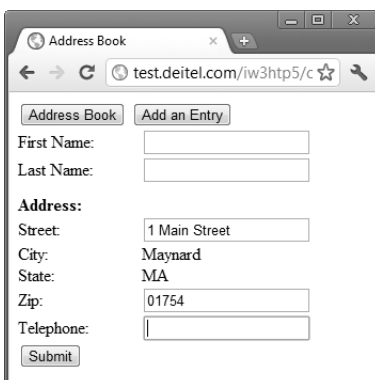 Address Book
test.deitel.com/iw3htp5/c
Address Book Add an Entry
First Name:
Last Name:
Address:
Street: 1 Main Street
City: Maynard
State: MA
Zip: 01754
Telephone:
Submit